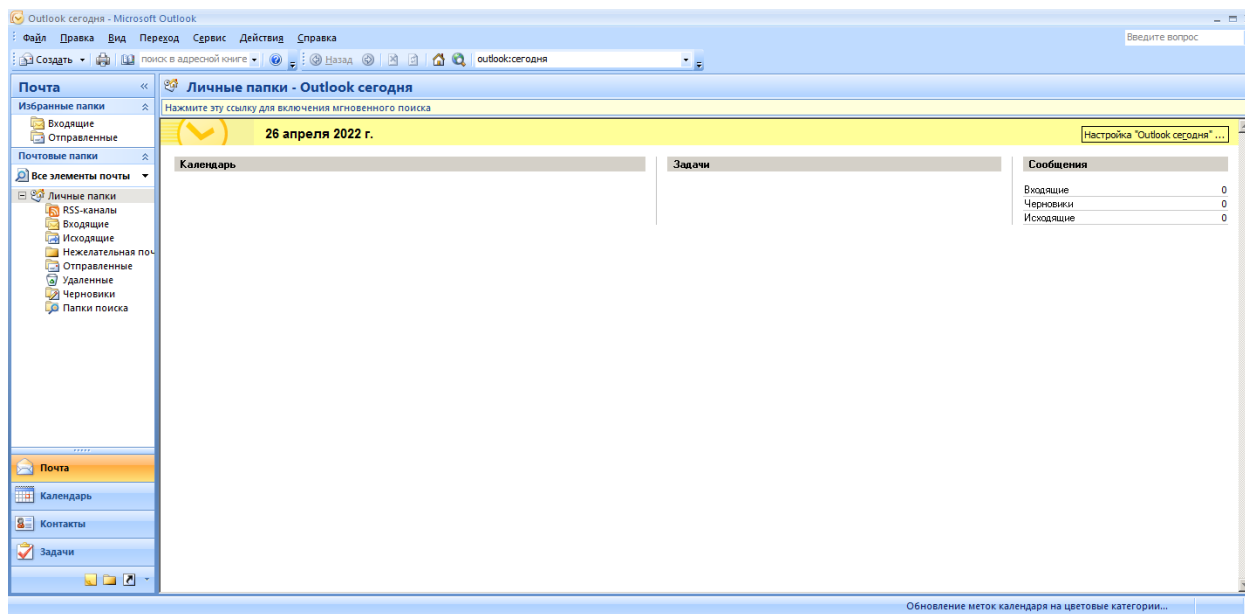 Outlook сегодня - Microsoft Outlook
Файл Правка Вид Переход Сервис Действия Справка
Введите вопрос
Создать поиск в адресной книге Назад outlook:сегодня
Почта «
Личные папки - Outlook сегодня
Избранные папки
Нажмите эту ссылку для включения мгновенного поиска
Входящие
Отправленные
26 апреля 2022 г.
Настройка "Outlook сегодня" ...
Почтовые папки
Все элементы почты
Календарь
Задачи
Сообщения
Входящие 0
Черновики 0
Исходящие 0
Личные папки
RSS-каналы
Входящие
Исходящие
Нежелательная поч
Отправленные
Удаленные
Черновики
Папки поиска
Почта
Календарь
Контакты
Задачи
Обновление меток календаря на цветовые категории...